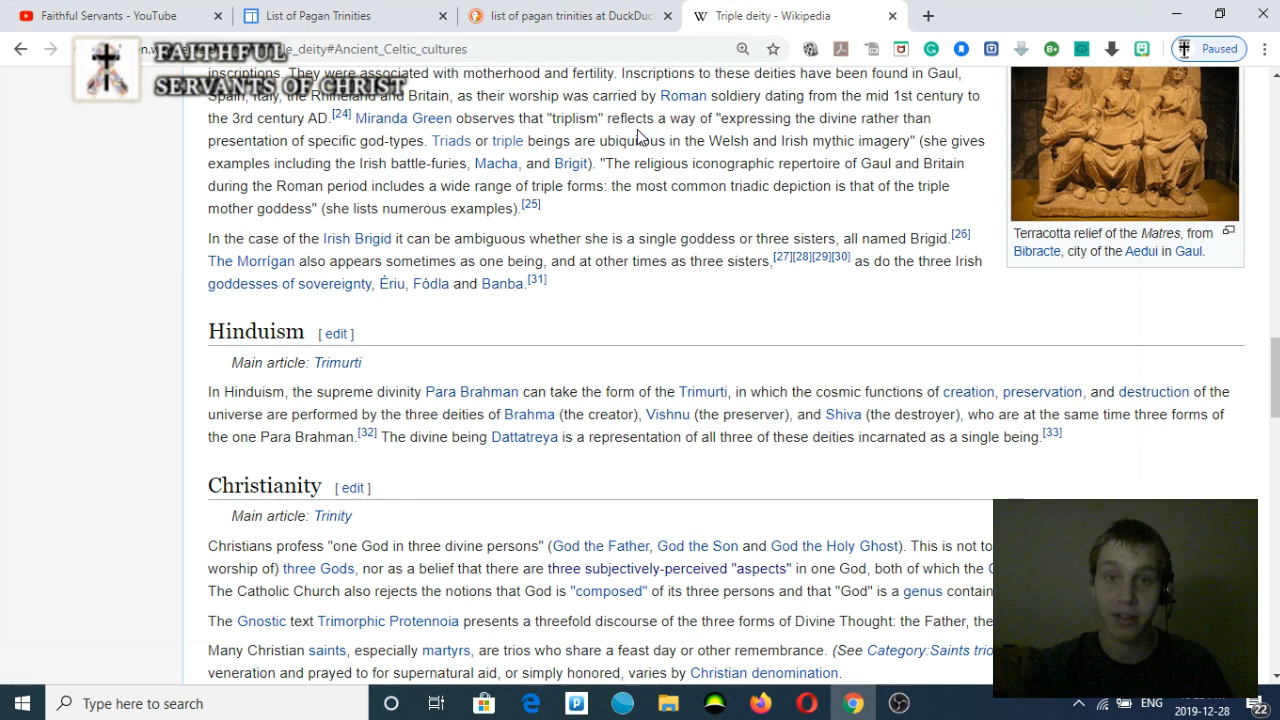 Faithful Servants - YouTube
List of Pagan Trinities
list of pagan trinities at DuckDuc
Triple deity - Wikipedia
le_deity#Ancient_Celtic_cultures
Paused
FAITHFUL
SERVANTS OF CHRIST
inscriptions. They were associated with motherhood and fertility. Inscriptions to these deities have been found in Gaul,
Spain, Italy, the Rhineland and Britain, as their worship was carried by Roman soldiery dating from the mid 1st century to
the 3rd century AD.[24] Miranda Green observes that "triplism" reflects a way of "expressing the divine rather than
presentation of specific god-types. Triads or triple beings are ubiquitous in the Welsh and Irish mythic imagery" (she gives
examples including the Irish battle-furies, Macha, and Brigit). "The religious iconographic repertoire of Gaul and Britain
during the Roman period includes a wide range of triple forms: the most common triadic depiction is that of the triple
mother goddess" (she lists numerous examples).[25]
Terracotta relief of the Matres, from
Bibracte, city of the Aedui in Gaul.
In the case of the Irish Brigid it can be ambiguous whether she is a single goddess or three sisters, all named Brigid.[26]
The Morrígan also appears sometimes as one being, and at other times as three sisters,[27][28][29][30] as do the three Irish
goddesses of sovereignty, Ériu, Fódla and Banba.[31]
Hinduism [ edit ]
Main article: Trimurti
In Hinduism, the supreme divinity Para Brahman can take the form of the Trimurti, in which the cosmic functions of creation, preservation, and destruction of the
universe are performed by the three deities of Brahma (the creator), Vishnu (the preserver), and Shiva (the destroyer), who are at the same time three forms of
the one Para Brahman.[32] The divine being Dattatreya is a representation of all three of these deities incarnated as a single being.[33]
Christianity [ edit ]
Main article: Trinity
Christians profess "one God in three divine persons" (God the Father, God the Son and God the Holy Ghost). This is not to
worship of) three Gods, nor as a belief that there are three subjectively-perceived "aspects" in one God, both of which the
The Catholic Church also rejects the notions that God is "composed" of its three persons and that "God" is a genus contain
The Gnostic text Trimorphic Protennoia presents a threefold discourse of the three forms of Divine Thought: the Father, the
Many Christian saints, especially martyrs, are trios who share a feast day or other remembrance. (See Category:Saints trio
veneration and prayed to for supernatural aid, or simply honored, varies by Christian denomination.
Type here to search
ENG
2019-12-28
22